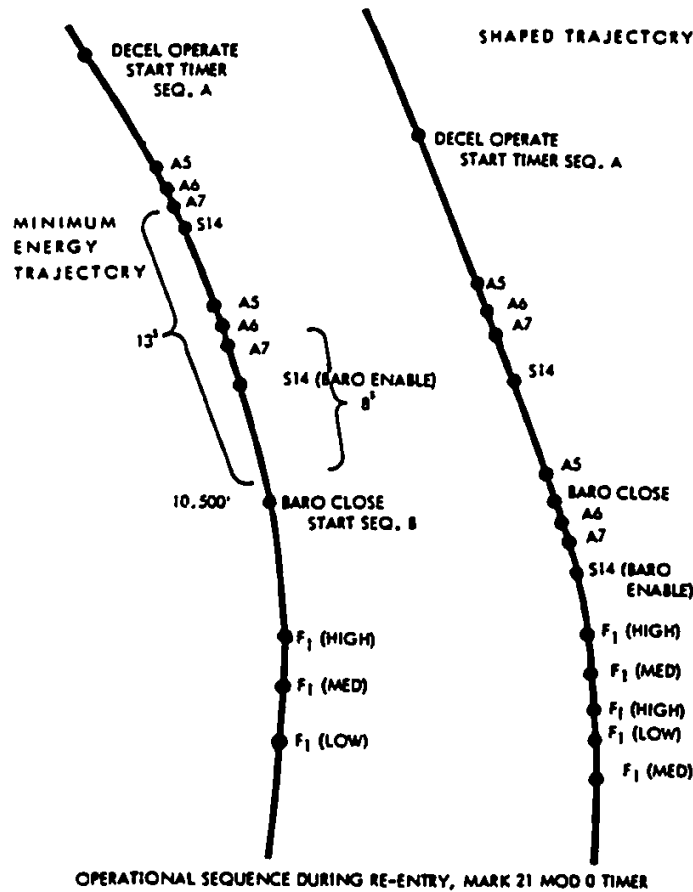 DECEL OPERATE
START TIMER
SEQ. A
A5
A6
A7
S14
MINIMUM
ENERGY
TRAJECTORY
13ˢ
A5
A6
A7
S14 (BARO ENABLE)
8ˢ
10,500'
BARO CLOSE
START SEQ. B
F₁ (HIGH)
F₁ (MED)
F₁ (LOW)
SHAPED TRAJECTORY
DECEL OPERATE
START TIMER SEQ. A
A5
A6
A7
S14
A5
BARO CLOSE
A6
A7
S14 (BARO
ENABLE)
F₁ (HIGH)
F₁ (MED)
F₁ (HIGH)
F₁ (LOW)
F₁ (MED)
OPERATIONAL SEQUENCE DURING RE-ENTRY, MARK 21 MOD 0 TIMER